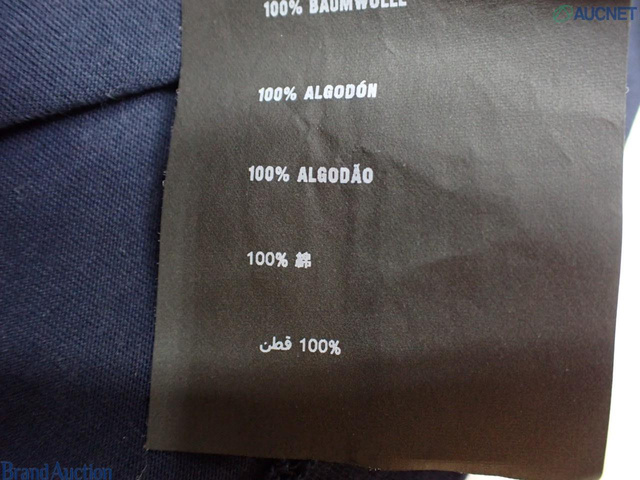 AUCNET
100% BAUMWOLLE
100% ALGODÓN
100% ALGODÃO
100% 綿
100% قطن
Brand Auction